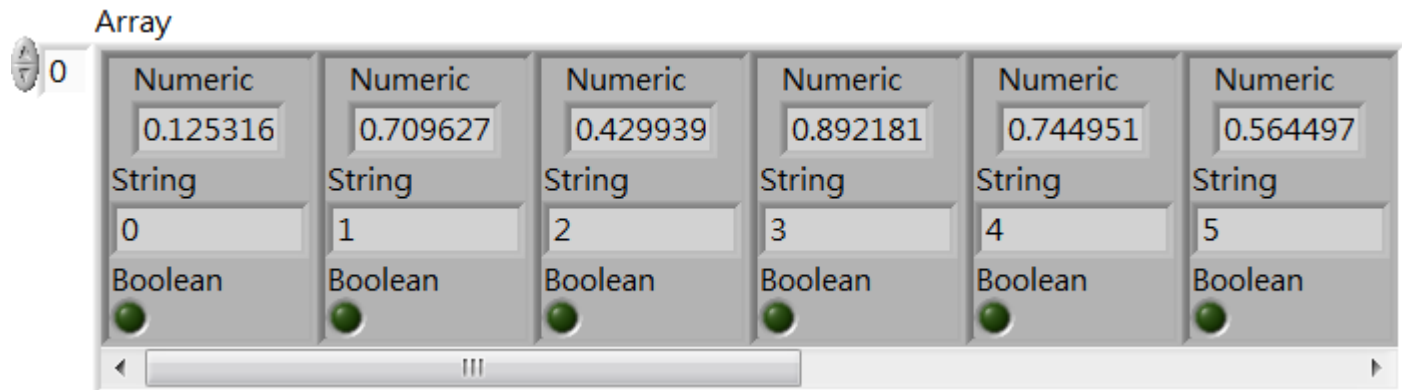 Array
0
Numeric Numeric Numeric Numeric Numeric Numeric
0.125316 0.709627 0.429939 0.892181 0.744951 0.564497
String String String String String String
0 1 2 3 4 5
Boolean Boolean Boolean Boolean Boolean Boolean